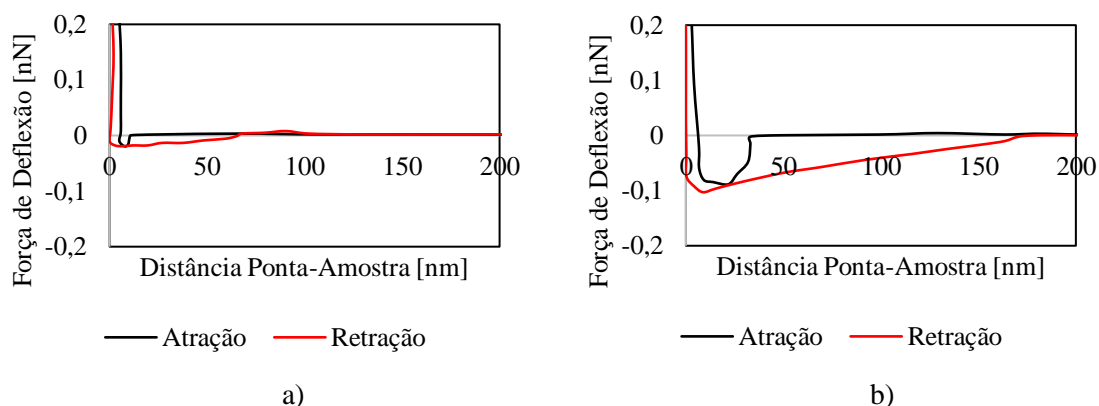 Força de Deflexão [nN]
0,2
0,1
0
-0,1
-0,2
0 50 100 150 200
Distância Ponta-Amostra [nm]
Atração Retração
a)
Força de Deflexão [nN]
0,2
0,1
0
-0,1
-0,2
0 50 100 150 200
Distância Ponta-Amostra [nm]
Atração Retração
b)